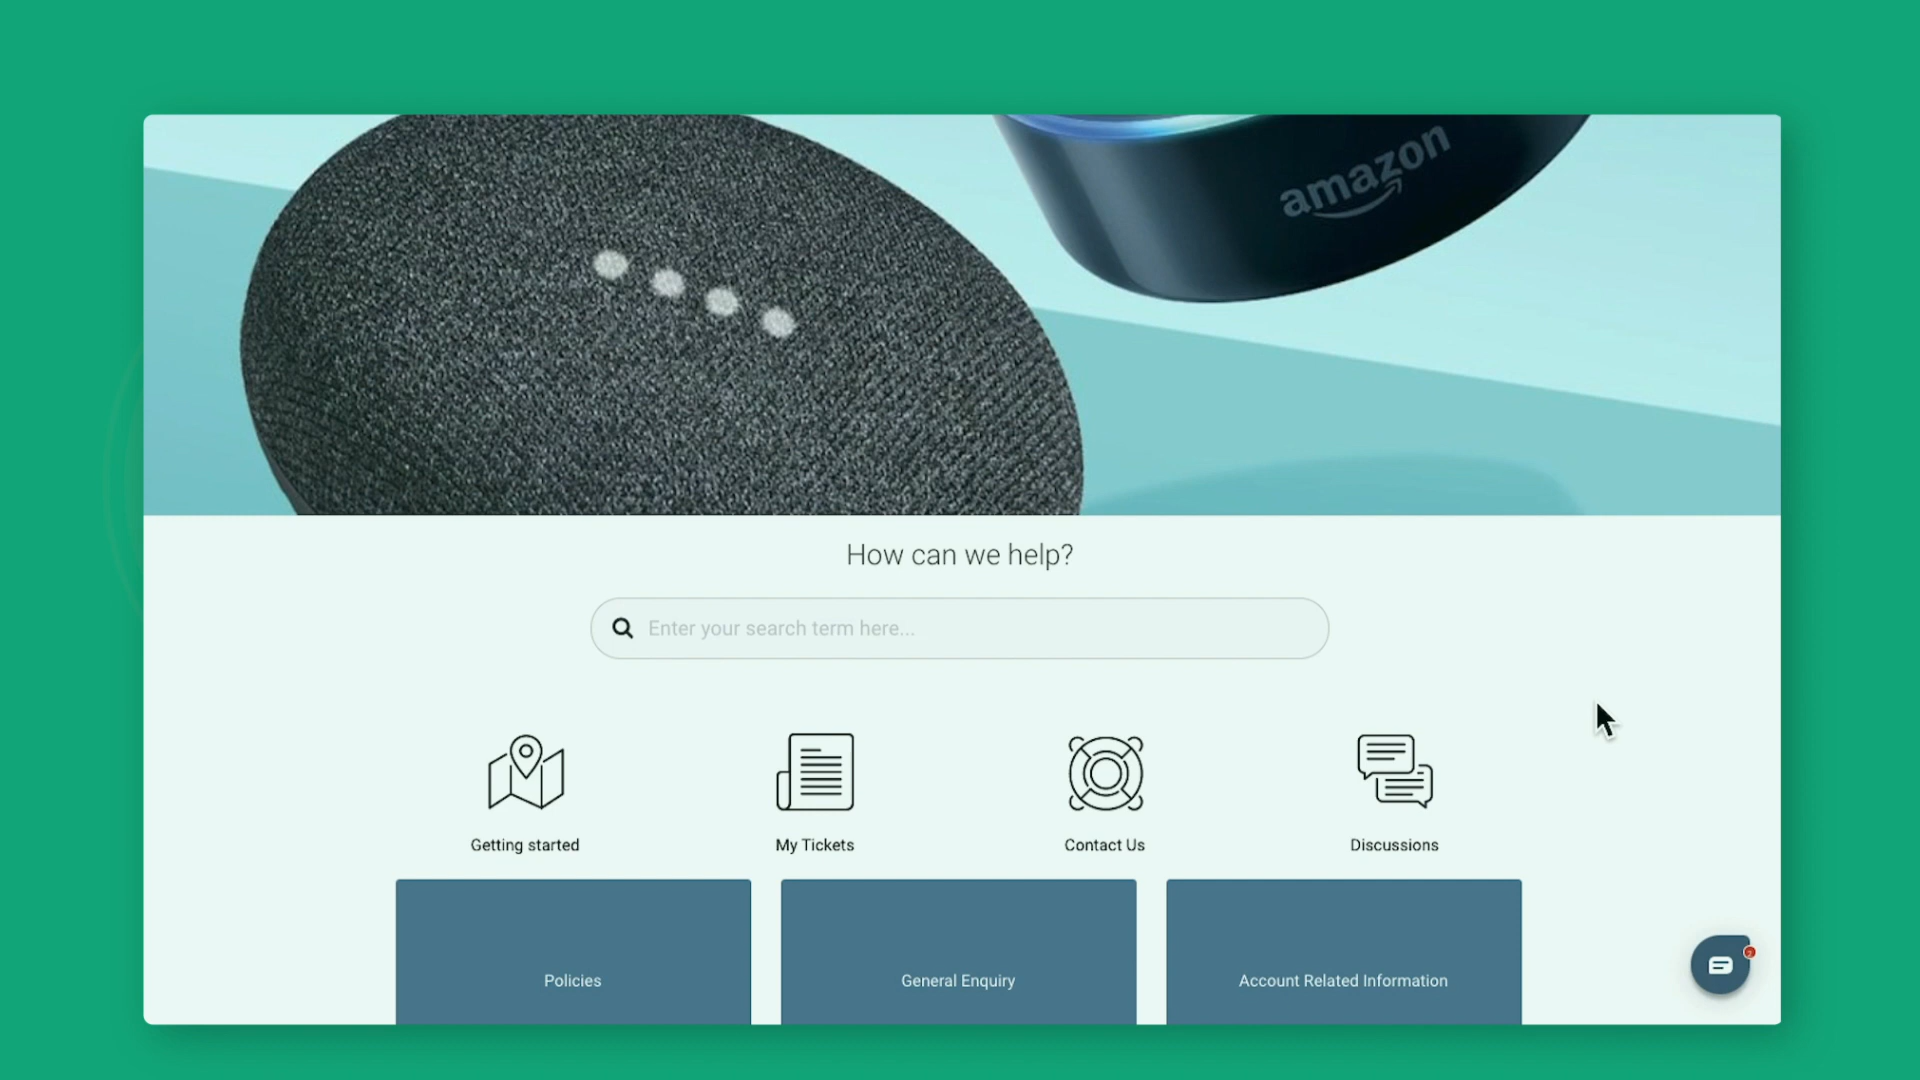 amazon
How can we help?
Enter your search term here...
Getting started
My Tickets
Contact Us
Discussions
Policies
General Enquiry
Account Related Information